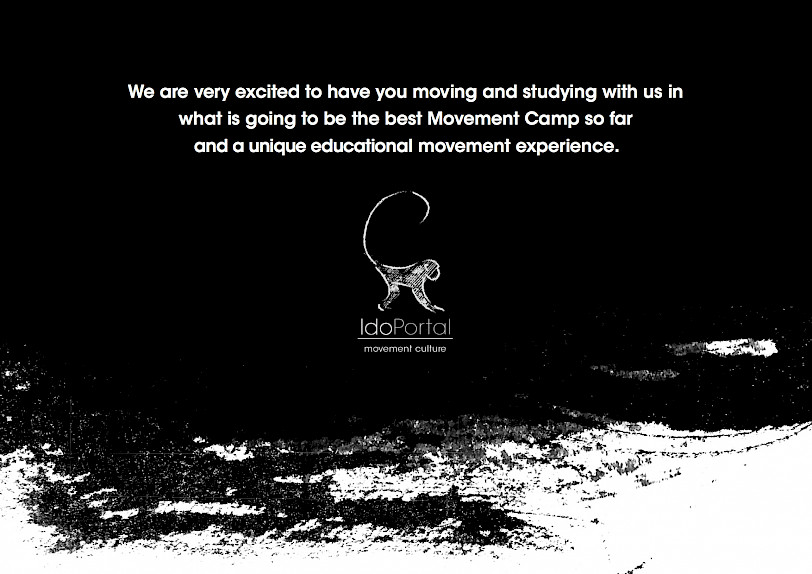 We are very excited to have you moving and studying with us in
what is going to be the best Movement Camp so far
and a unique educational movement experience.
IdoPortal
movement culture